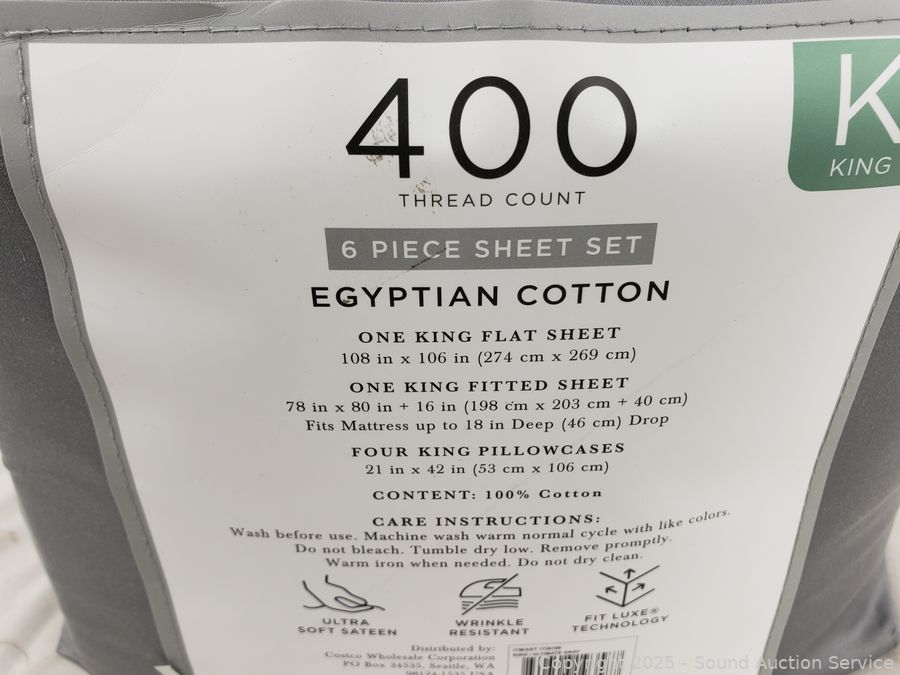 400
THREAD COUNT
K
KING
6 PIECE SHEET SET
EGYPTIAN COTTON
ONE KING FLAT SHEET
108 in x 106 in (274 cm x 269 cm)
ONE KING FITTED SHEET
78 in x 80 in + 16 in (198 cm x 203 cm + 40 cm)
Fits Mattress up to 18 in Deep (46 cm) Drop
FOUR KING PILLOWCASES
21 in x 42 in (53 cm x 106 cm)
CONTENT: 100% Cotton
CARE INSTRUCTIONS:
Wash before use. Machine wash warm normal cycle with like colors.
Do not bleach. Tumble dry low. Remove promptly.
Warm iron when needed. Do not dry clean.
ULTRA
SOFT SATEEN
WRINKLE
RESISTANT
FIT LUXE®
TECHNOLOGY
Distributed by:
Costco Wholesale Corporation
PO Box 34535, Seattle, WA
98124-1535 USA
Copyright 2025 - Sound Auction Service